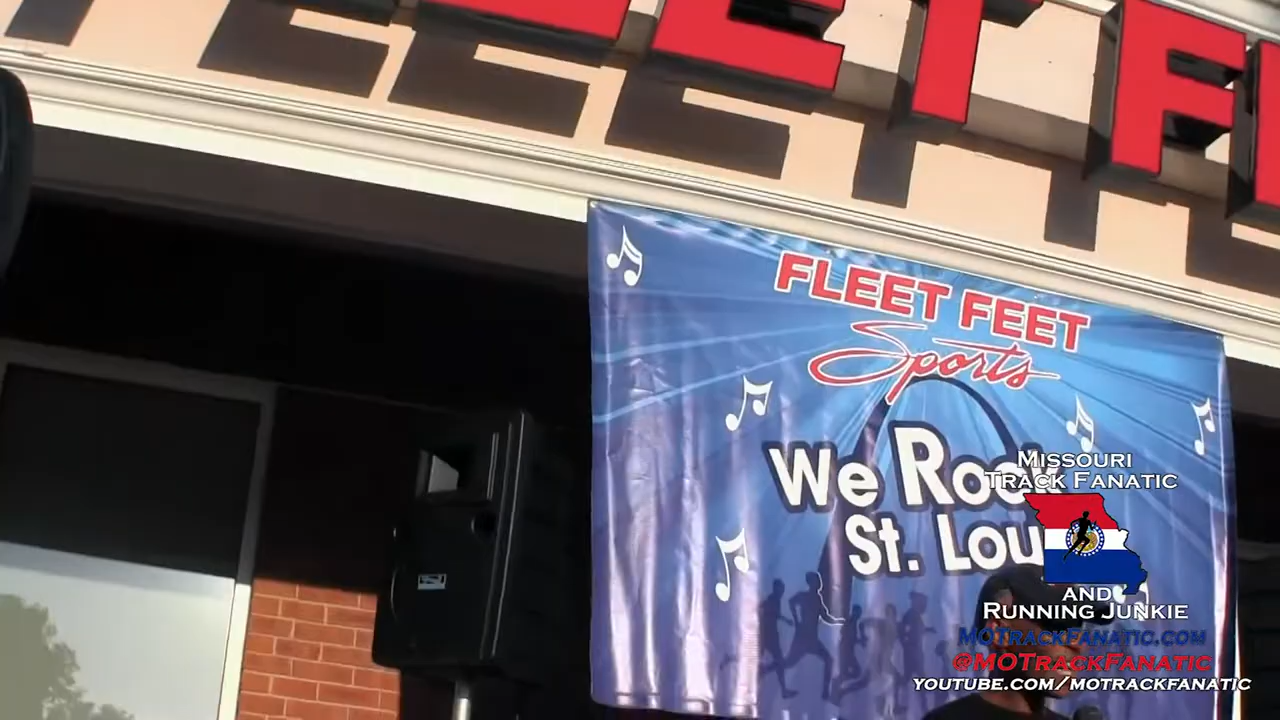 FLEET FEET
Sports
We Rock
St. Lou
MISSOURI
TRACK FANATIC
AND
RUNNING JUNKIE
MOTRACKFANATIC.COM
@MOTRACKFANATIC
YOUTUBE.COM/MOTRACKFANATIC